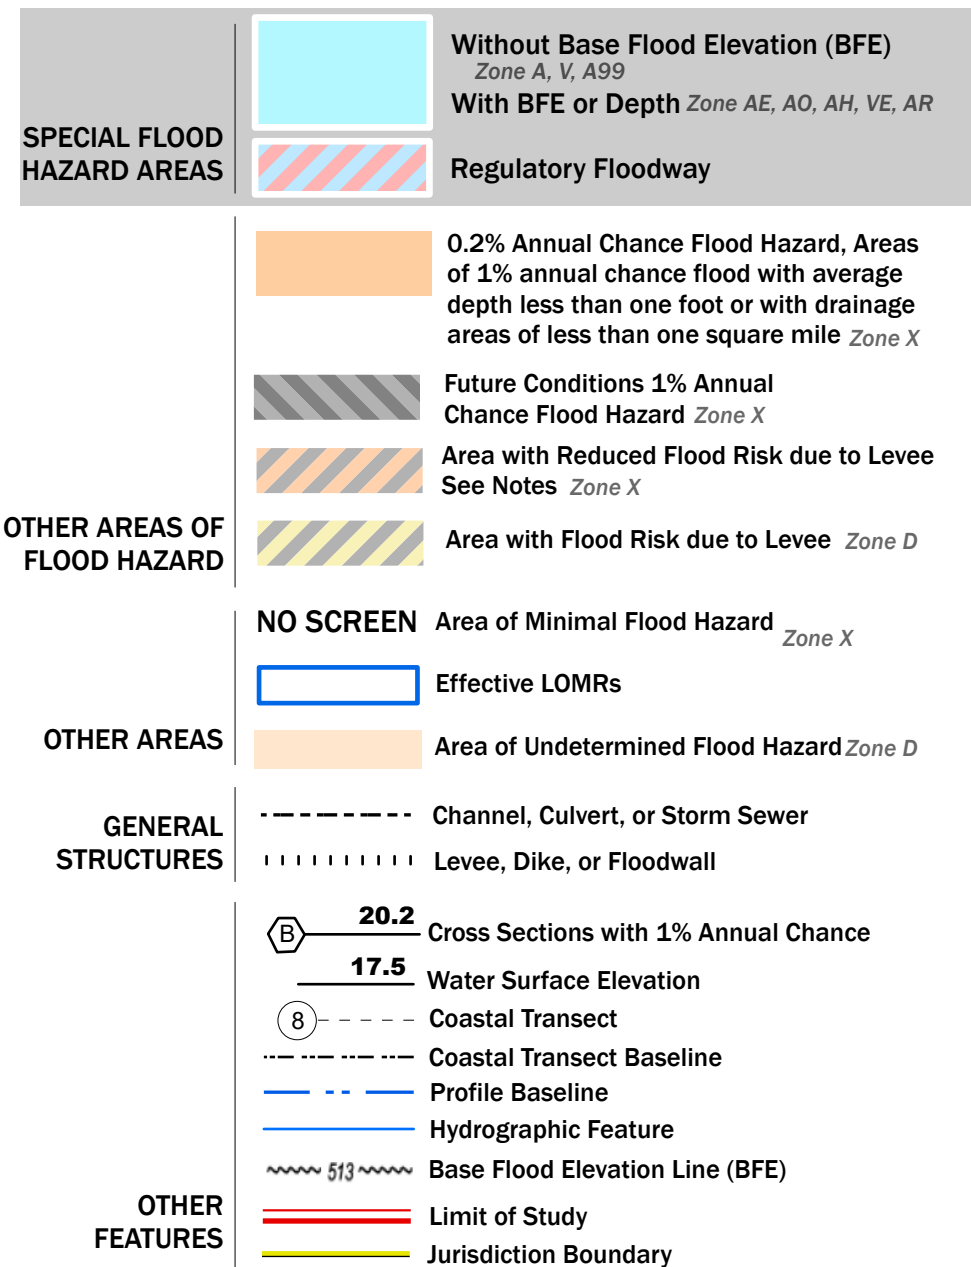 SPECIAL FLOOD
HAZARD AREAS
Without Base Flood Elevation (BFE)
Zone A, V, A99
With BFE or Depth Zone AE, AO, AH, VE, AR
Regulatory Floodway
OTHER AREAS OF
FLOOD HAZARD
0.2% Annual Chance Flood Hazard, Areas
of 1% annual chance flood with average
depth less than one foot or with drainage
areas of less than one square mile Zone X
Future Conditions 1% Annual
Chance Flood Hazard Zone X
Area with Reduced Flood Risk due to Levee
See Notes Zone X
Area with Flood Risk due to Levee Zone D
OTHER AREAS
NO SCREEN Area of Minimal Flood Hazard Zone X
Effective LOMRs
Area of Undetermined Flood Hazard Zone D
GENERAL
STRUCTURES
Channel, Culvert, or Storm Sewer
Levee, Dike, or Floodwall
OTHER
FEATURES
B 20.2 Cross Sections with 1% Annual Chance
17.5 Water Surface Elevation
8 Coastal Transect
Coastal Transect Baseline
Profile Baseline
Hydrographic Feature
513 Base Flood Elevation Line (BFE)
Limit of Study
Jurisdiction Boundary